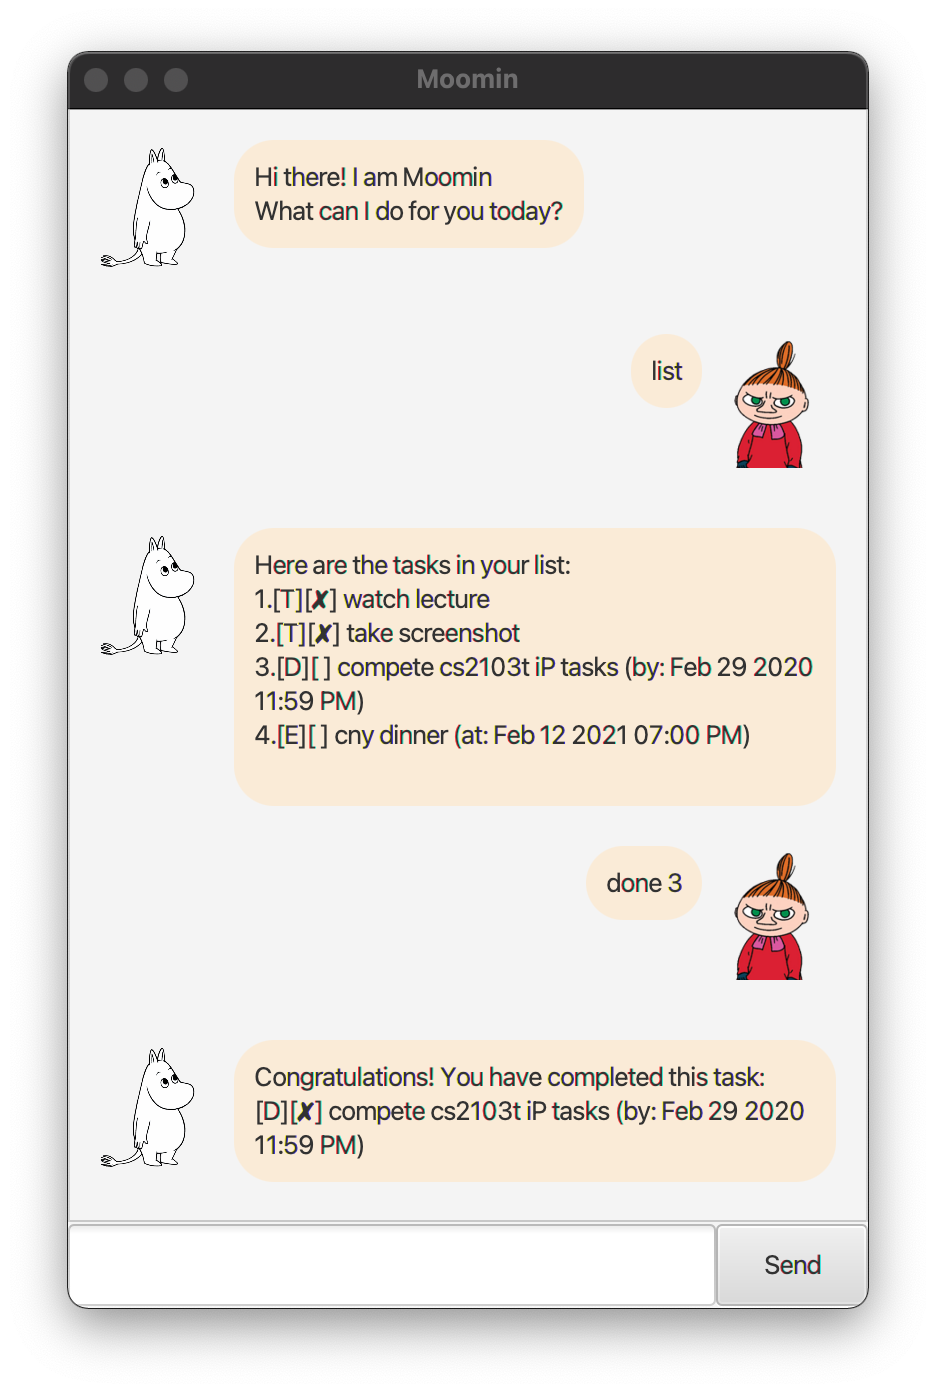 Moomin
Hi there! I am Moomin
What can I do for you today?
list
Here are the tasks in your list:
1.[T][✘] watch lecture
2.[T][✘] take screenshot
3.[D][ ] compete cs2103t iP tasks (by: Feb 29 2020
11:59 PM)
4.[E][ ] cny dinner (at: Feb 12 2021 07:00 PM)
done 3
Congratulations! You have completed this task:
[D][✘] compete cs2103t iP tasks (by: Feb 29 2020
11:59 PM)
Send